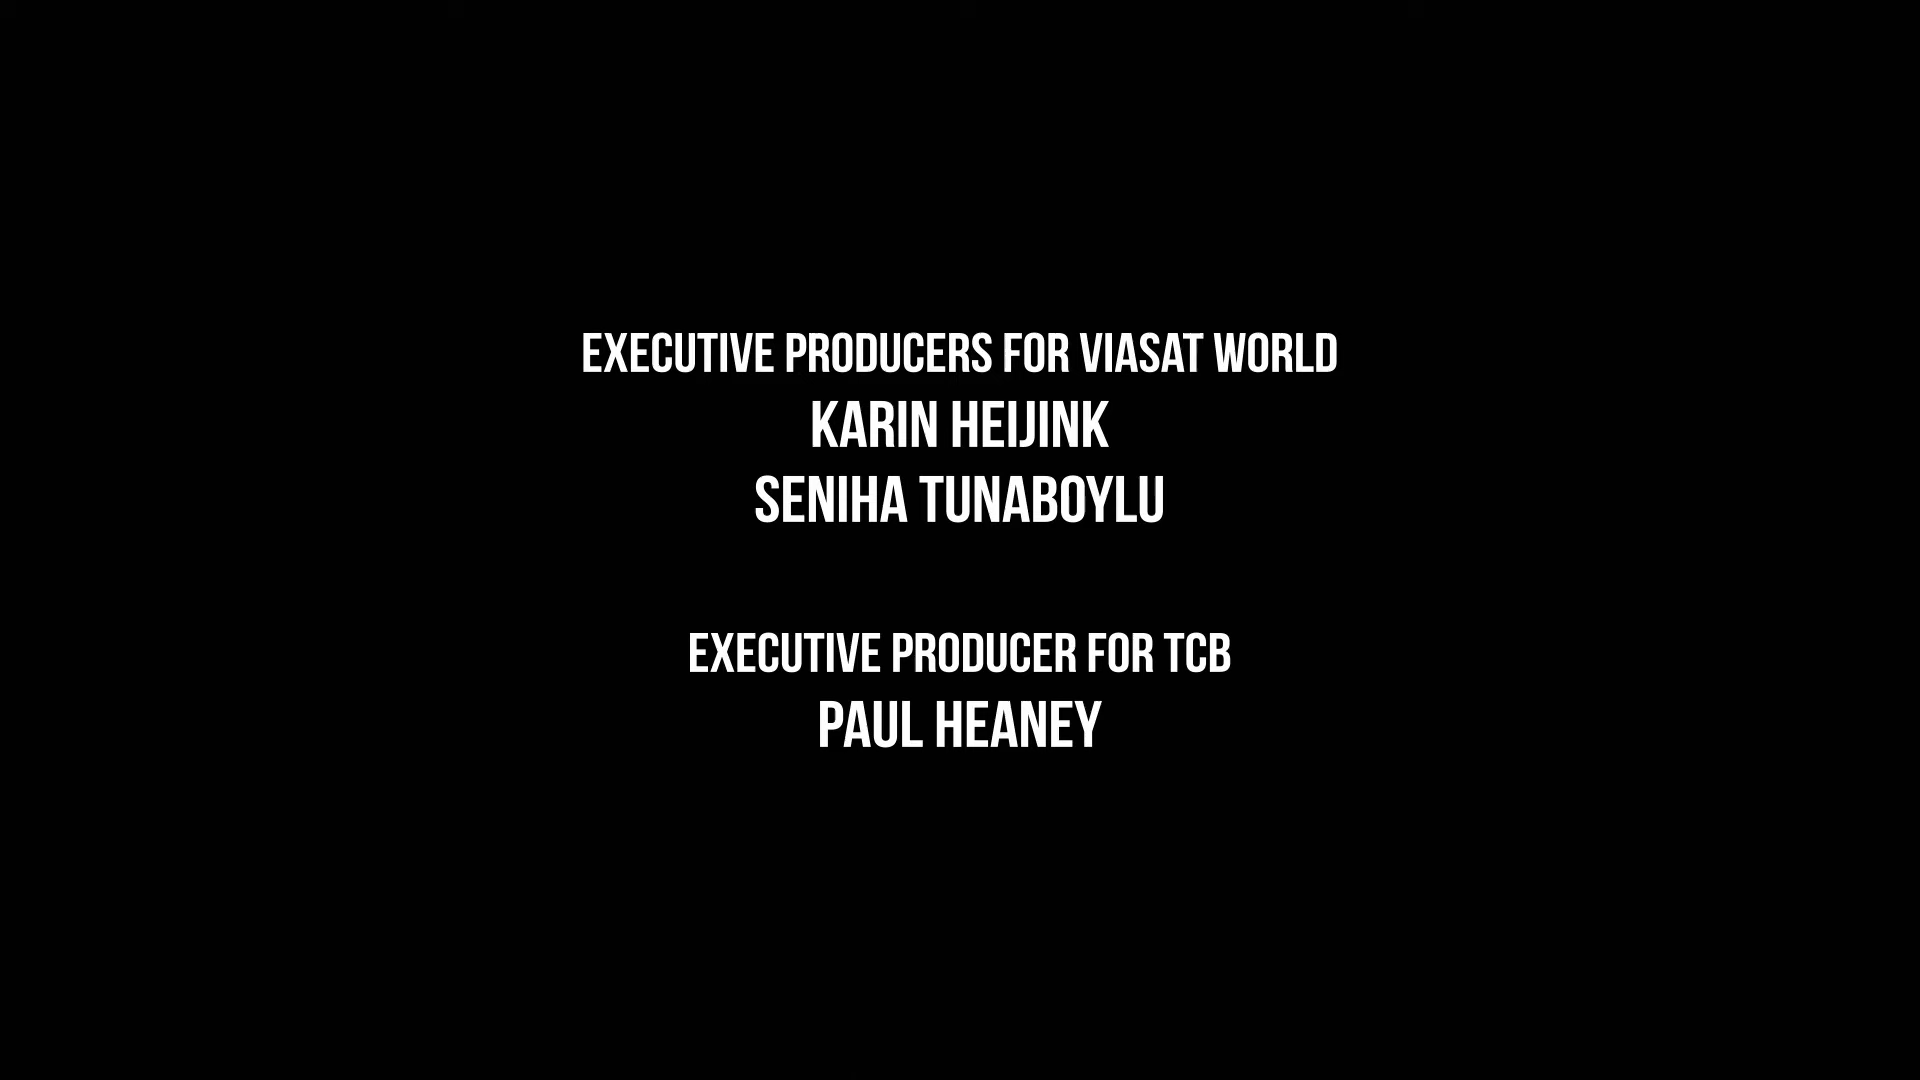 EXECUTIVE PRODUCERS FOR VIASAT WORLD
KARIN HEIJINK
SENIHA TUNABOYLU
EXECUTIVE PRODUCER FOR TCB
PAUL HEANEY